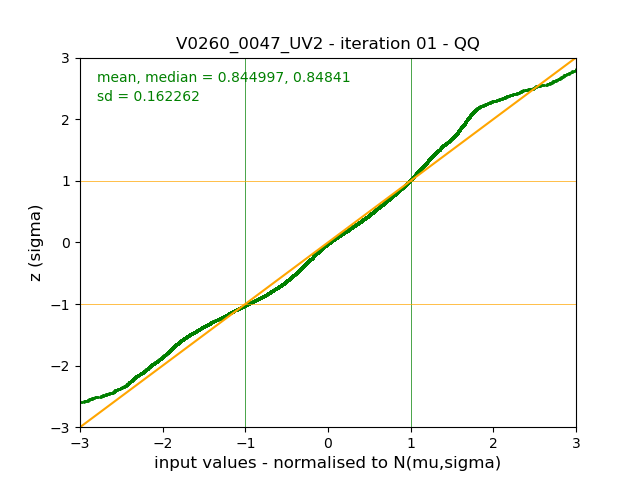 V0260_0047_UV2 - iteration 01 - QQ
mean, median = 0.844997, 0.84841
sd = 0.162262
z (sigma)
3
2
1
0
−1
−2
−3
−3 −2 −1 0 1 2 3
input values - normalised to N(mu,sigma)